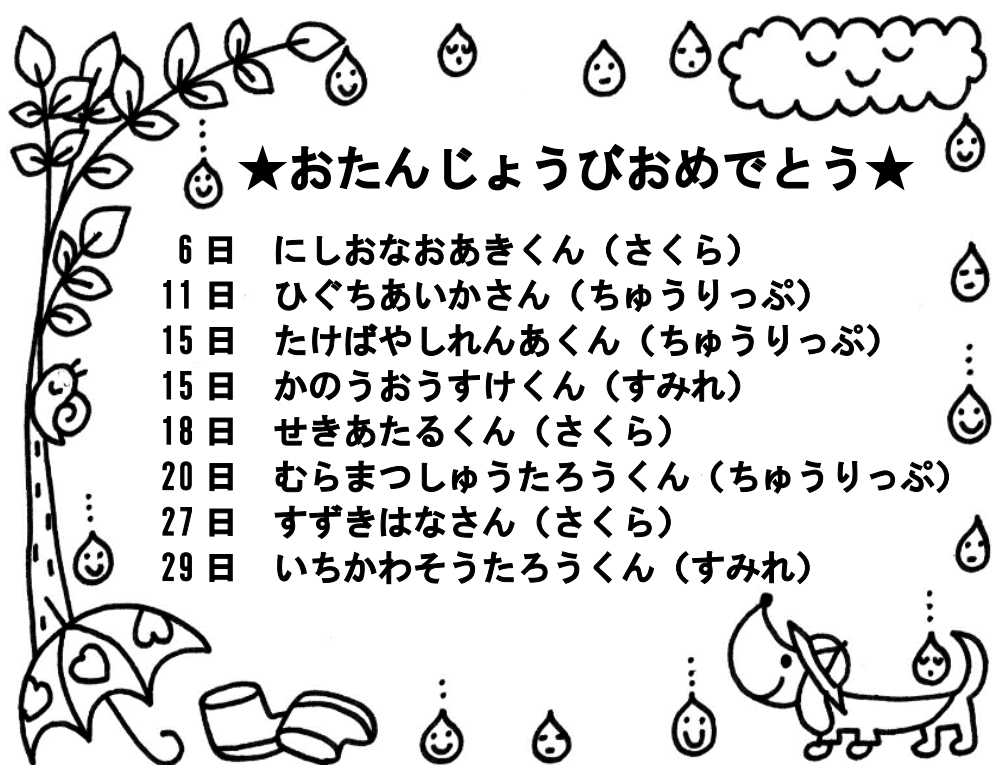 ★おたんじょうびおめでとう★
6日 にしおなおあきくん（さくら）
11日 ひぐちあいかさん（ちゅうりっぷ）
15日 たけばやしれんあくん（ちゅうりっぷ）
15日 かのうおうすけくん（すみれ）
18日 せきあたるくん（さくら）
20日 むらまつしゅうたろうくん（ちゅうりっぷ）
27日 すずきはなさん（さくら）
29日 いちかわそうたろうくん（すみれ）